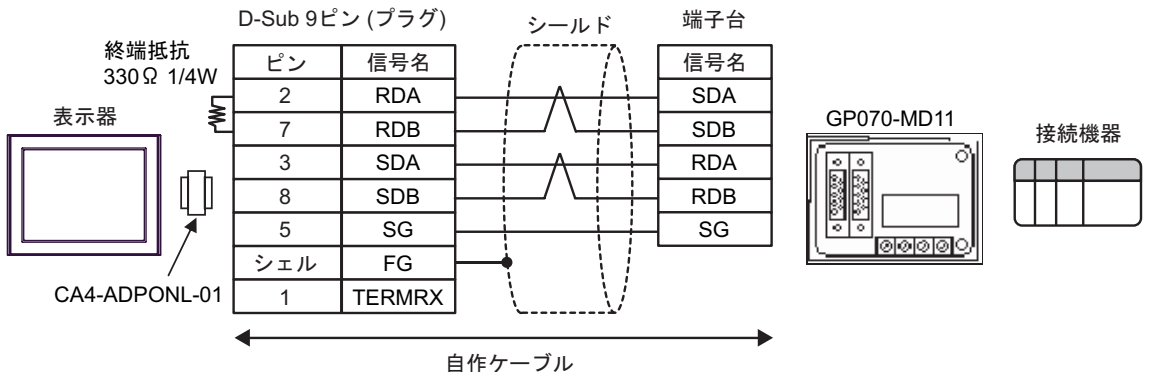 D-Sub 9ピン (プラグ)
シールド
端子台
終端抵抗
330Ω 1/4W
ピン 信号名 信号名
2 RDA SDA
7 RDB SDB
3 SDA RDA
8 SDB RDB
5 SG SG
シェル FG
1 TERMRX
表示器
CA4-ADPONL-01
GP070-MD11
接続機器
自作ケーブル